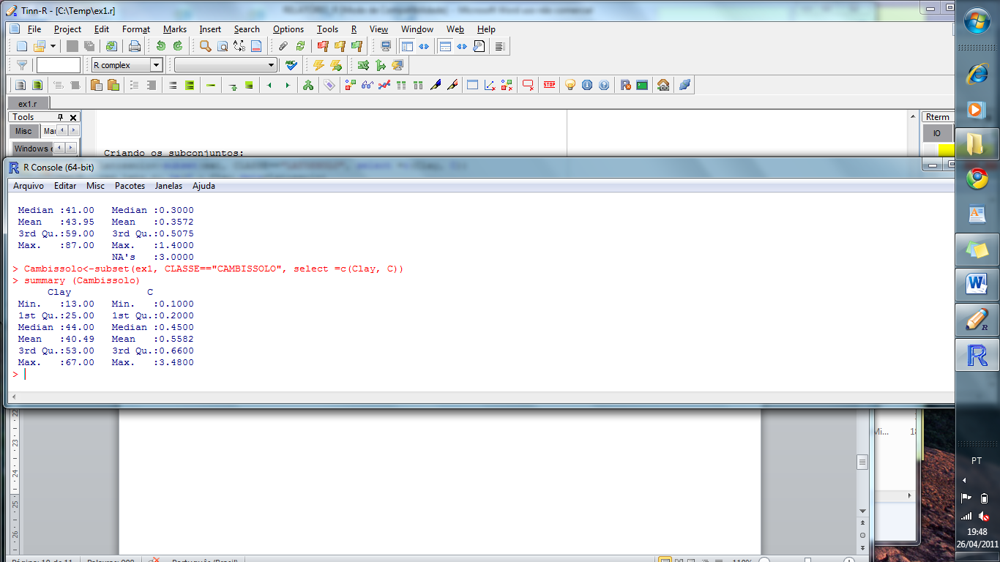 Tinn-R - [C:\Temp\ex1.r]
File Project Edit Format Marks Insert Search Options Tools R View Window Web Help
R complex
ABC
STOP
ex1.r
Tools
Misc
Windows
Criando os subconjuntos:
Rterm
IO
R Console (64-bit)
Arquivo Editar Misc Pacotes Janelas Ajuda
Median :41.00 Median :0.3000
Mean :43.95 Mean :0.3572
3rd Qu.:59.00 3rd Qu.:0.5075
Max. :87.00 Max. :1.4000
NA's :3.0000
> Cambissolo<-subset(ex1, CLASSE=="CAMBISSOLO", select =c(Clay, C))
> summary (Cambissolo)
Clay C
Min. :13.00 Min. :0.1000
1st Qu.:25.00 1st Qu.:0.2000
Median :44.00 Median :0.4500
Mean :40.49 Mean :0.5582
3rd Qu.:53.00 3rd Qu.:0.6600
Max. :67.00 Max. :3.4800
>
23
24
25
26
Mi...
PT
19:48
26/04/2011
Português (Brasil)
110%